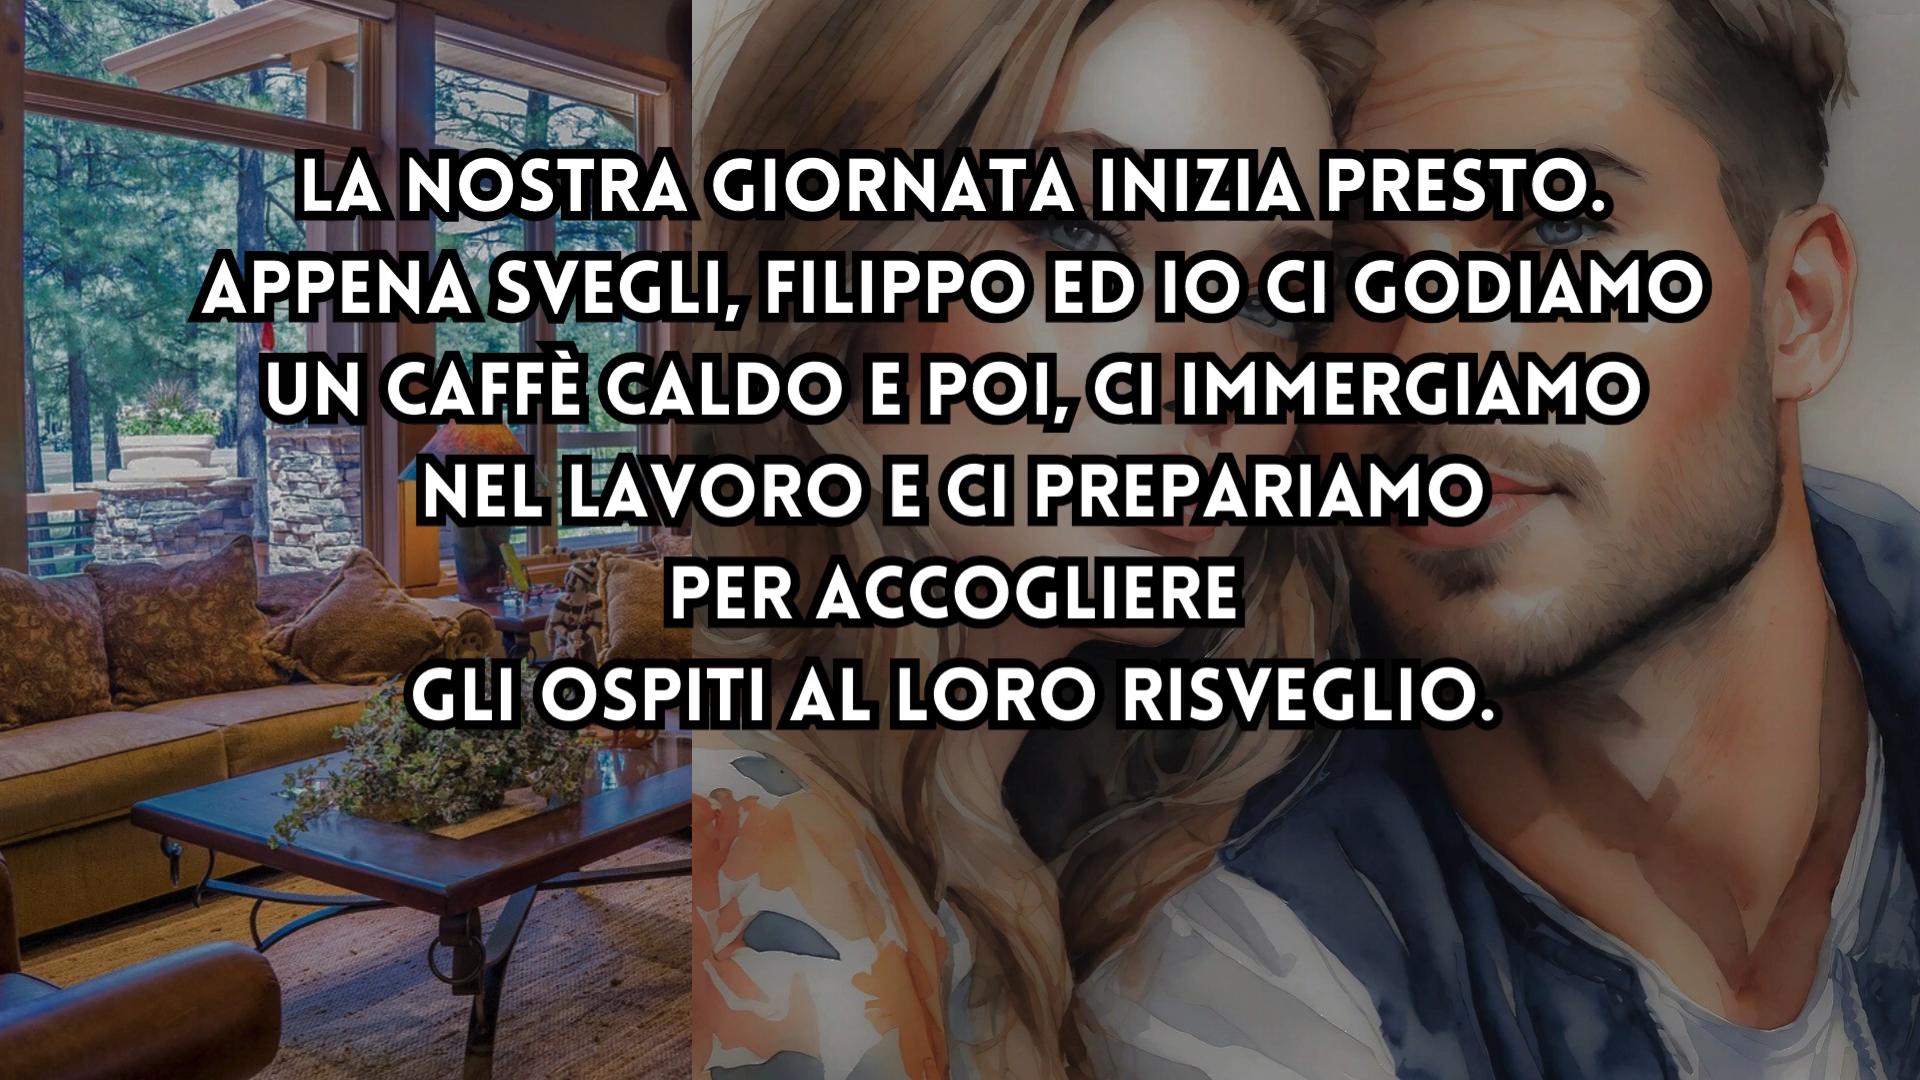 LA NOSTRA GIORNATA INIZIA PRESTO.
APPENA SVEGLI, FILIPPO ED IO CI GODIAMO
UN CAFFÈ CALDO E POI, CI IMMERGIAMO
NEL LAVORO E CI PREPARIAMO
PER ACCOGLIERE
GLI OSPITI AL LORO RISVEGLIO.